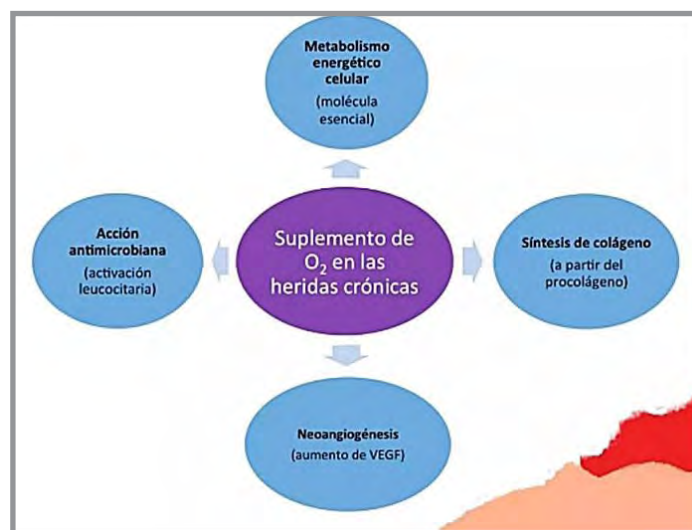 Metabolismo
energético
celular
(molécula
esencial)
Acción
antimicrobiana
(activación
leucocitaria)
Suplemento de
O₂ en las
heridas crónicas
Síntesis de colágeno
(a partir del
procolágeno)
Neoangiogénesis
(aumento de VEGF)